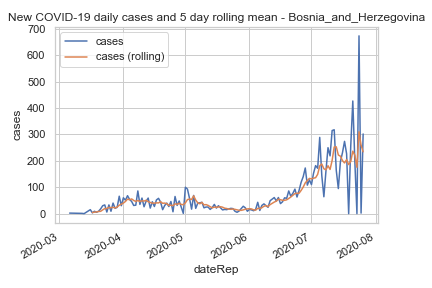 New COVID-19 daily cases and 5 day rolling mean - Bosnia_and_Herzegovina
cases
cases (rolling)
700
600
500
400
300
200
100
0
cases
2020-03
2020-04
2020-05
2020-06
2020-07
2020-08
dateRep